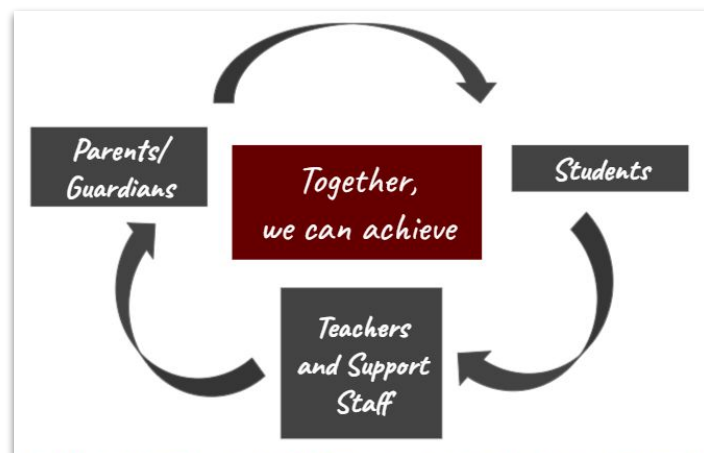 Parents/
Guardians
Together,
we can achieve
Students
Teachers
and Support
Staff